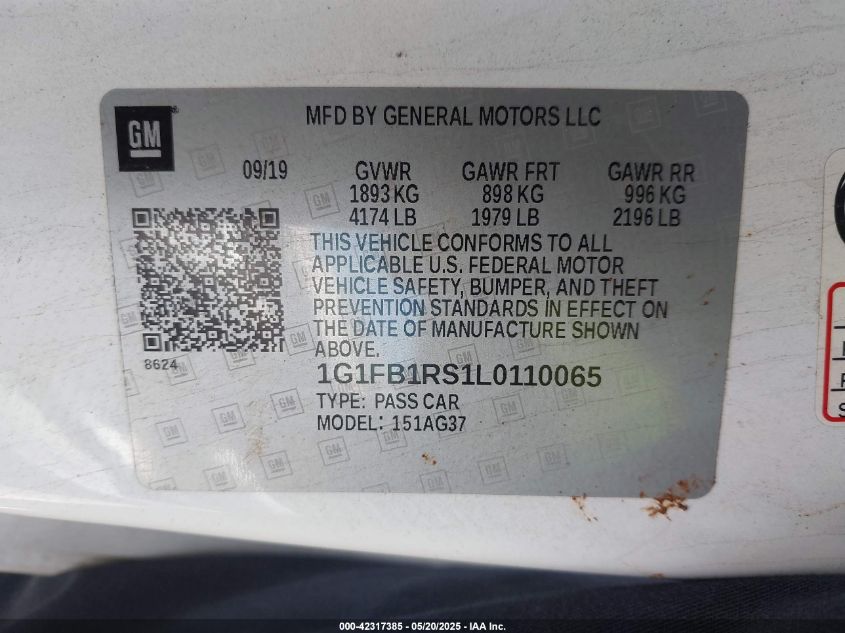 GM
MFD BY GENERAL MOTORS LLC
09/19 GVWR GAWR FRT GAWR RR
1893 KG 898 KG 996 KG
4174 LB 1979 LB 2196 LB
THIS VEHICLE CONFORMS TO ALL
APPLICABLE U.S. FEDERAL MOTOR
VEHICLE SAFETY, BUMPER, AND THEFT
PREVENTION STANDARDS IN EFFECT ON
THE DATE OF MANUFACTURE SHOWN
ABOVE.
8624
1G1FB1RS1L0110065
TYPE: PASS CAR
MODEL: 151AG37
000-42317385 - 05/20/2025 - IAA Inc.